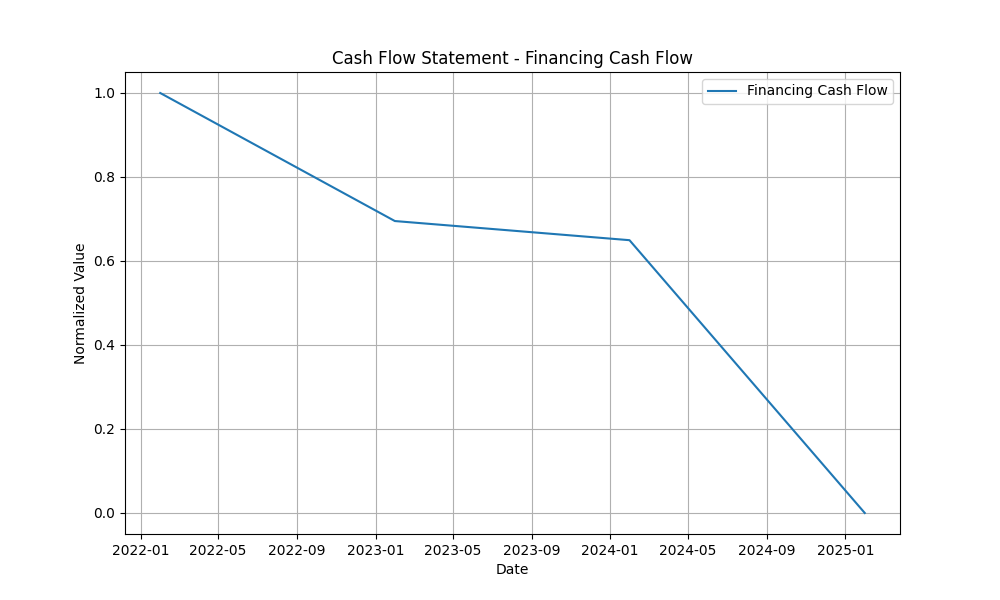 Cash Flow Statement - Financing Cash Flow
Financing Cash Flow
Normalized Value
1.0
0.8
0.6
0.4
0.2
0.0
2022-01 2022-05 2022-09 2023-01 2023-05 2023-09 2024-01 2024-05 2024-09 2025-01
Date